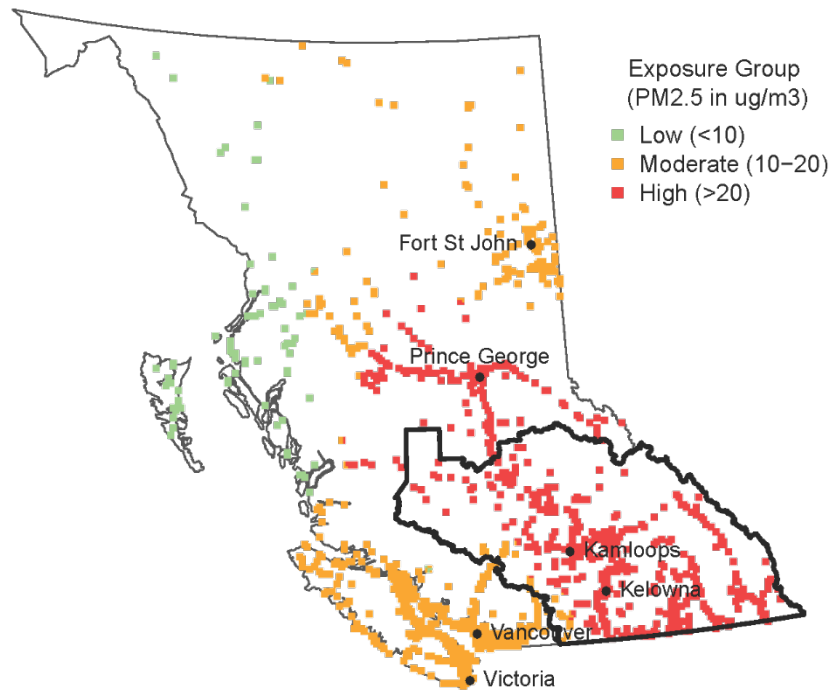 Exposure Group
(PM2.5 in ug/m3)
Low (<10)
Moderate (10−20)
High (>20)
Fort St John
Prince George
Kamloops
Kelowna
Vancouver
Victoria